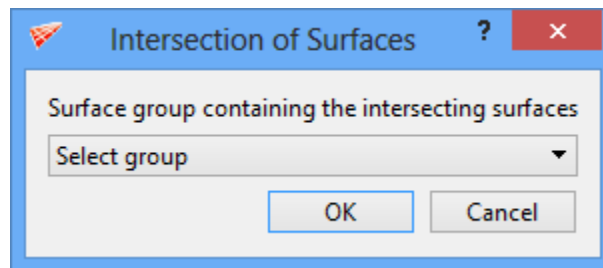 Intersection of Surfaces ?
Surface group containing the intersecting surfaces
Select group
OK Cancel